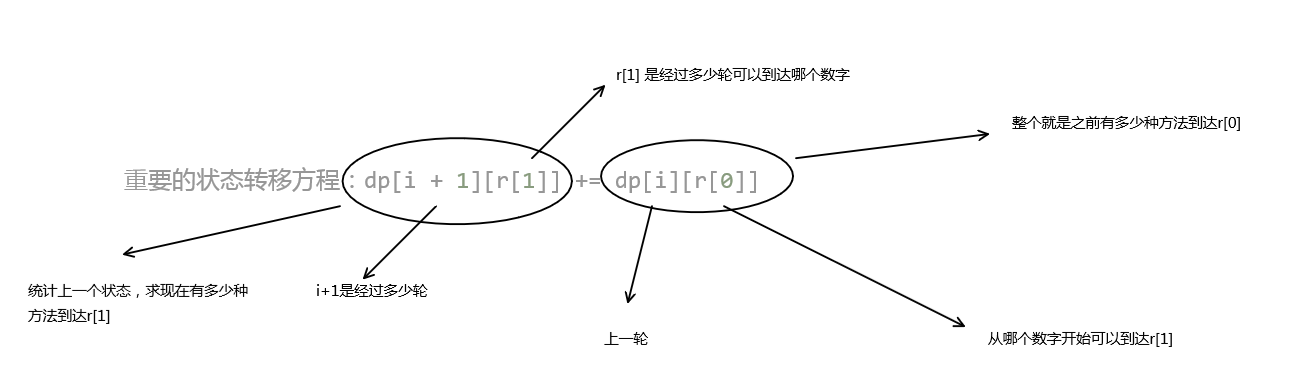 r[1] 是经过多少轮可以到达哪个数字
整个就是之前有多少种方法到达r[0]
重要的状态转移方程：dp[i + 1][r[1]] += dp[i][r[0]]
统计上一个状态，求现在有多少种
方法到达r[1]
i+1是经过多少轮
上一轮
从哪个数字开始可以到达r[1]